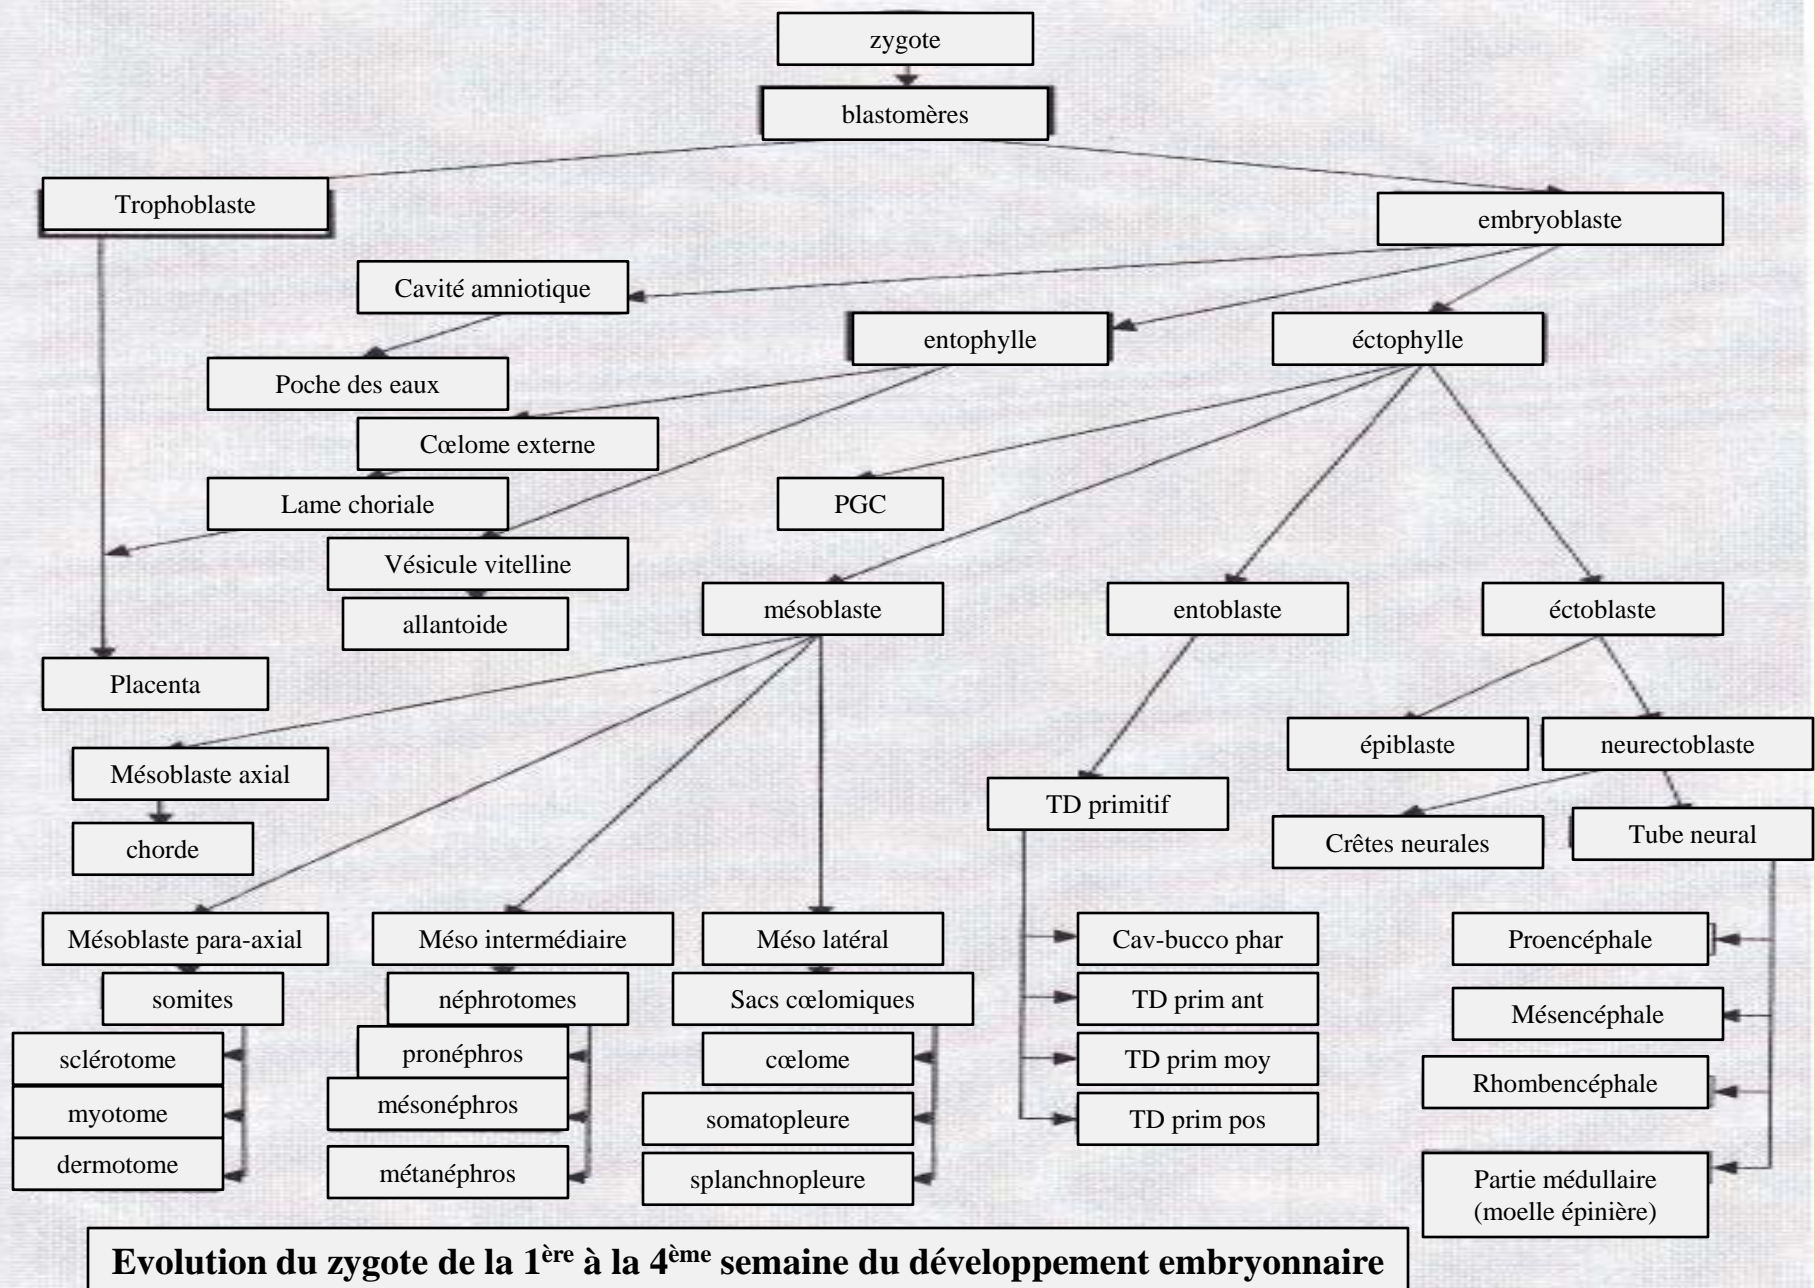 zygote
blastomères
Trophoblaste
embryoblaste
Cavité amniotique
entophylle
éctophylle
Poche des eaux
Cœlome externe
Lame choriale
PGC
Vésicule vitelline
allantoide
mésoblaste
entoblaste
éctoblaste
Placenta
épiblaste
neurectoblaste
Mésoblaste axial
TD primitif
chorde
Crêtes neurales
Tube neural
Mésoblaste para-axial
Méso intermédiaire
Méso latéral
Cav-bucco phar
Proencéphale
somites
néphrotomes
Sacs cœlomiques
TD prim ant
Mésencéphale
sclérotome
pronéphros
cœlome
TD prim moy
Rhombencéphale
myotome
mésonéphros
somatopleure
TD prim pos
dermotome
métanéphros
splanchnopleure
Partie médullaire
(moelle épinière)
Evolution du zygote de la 1ère à la 4ème semaine du développement embryonnaire